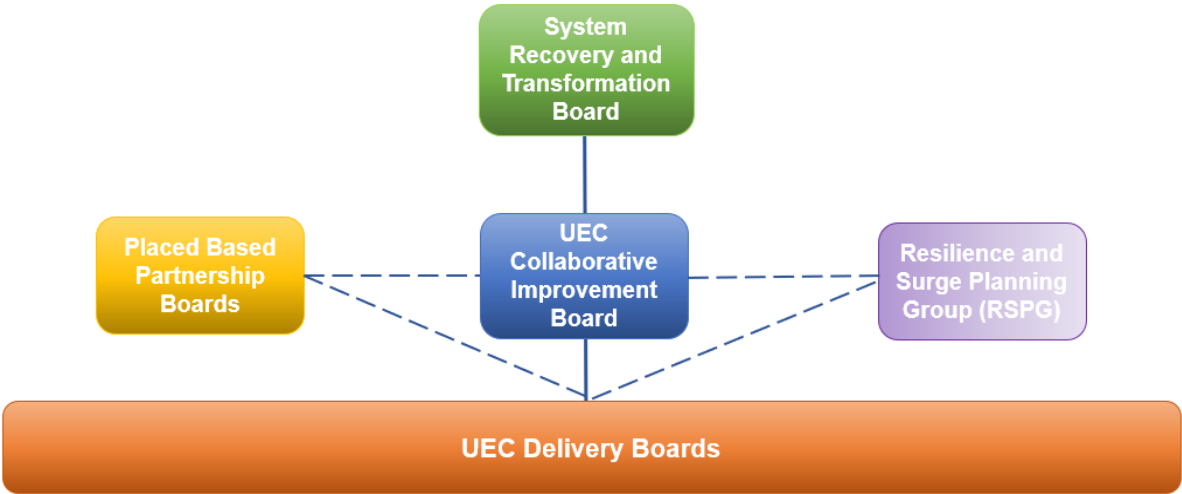 System
Recovery and
Transformation
Board
Placed Based
Partnership
Boards
UEC
Collaborative
Improvement
Board
Resilience and
Surge Planning
Group (RSPG)
UEC Delivery Boards